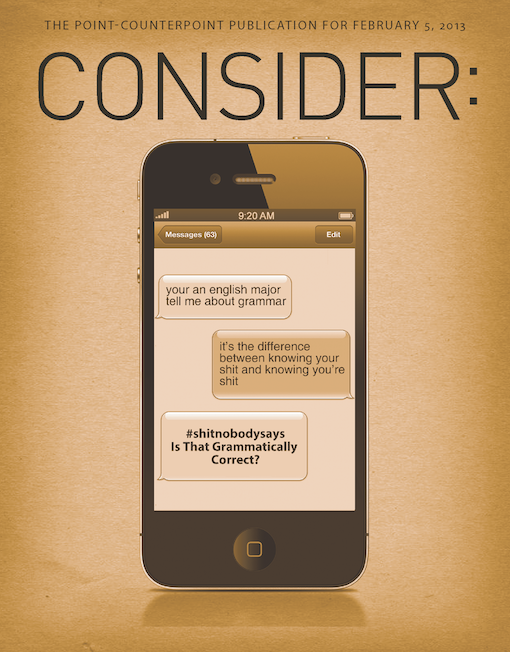 THE POINT-COUNTERPOINT PUBLICATION FOR FEBRUARY 5, 2013
CONSIDER:
9:20 AM
Messages (63)
Edit
your an english major
tell me about grammar
it's the difference
between knowing your
shit and knowing you're
shit
#shitnobodysays
Is That Grammatically
Correct?